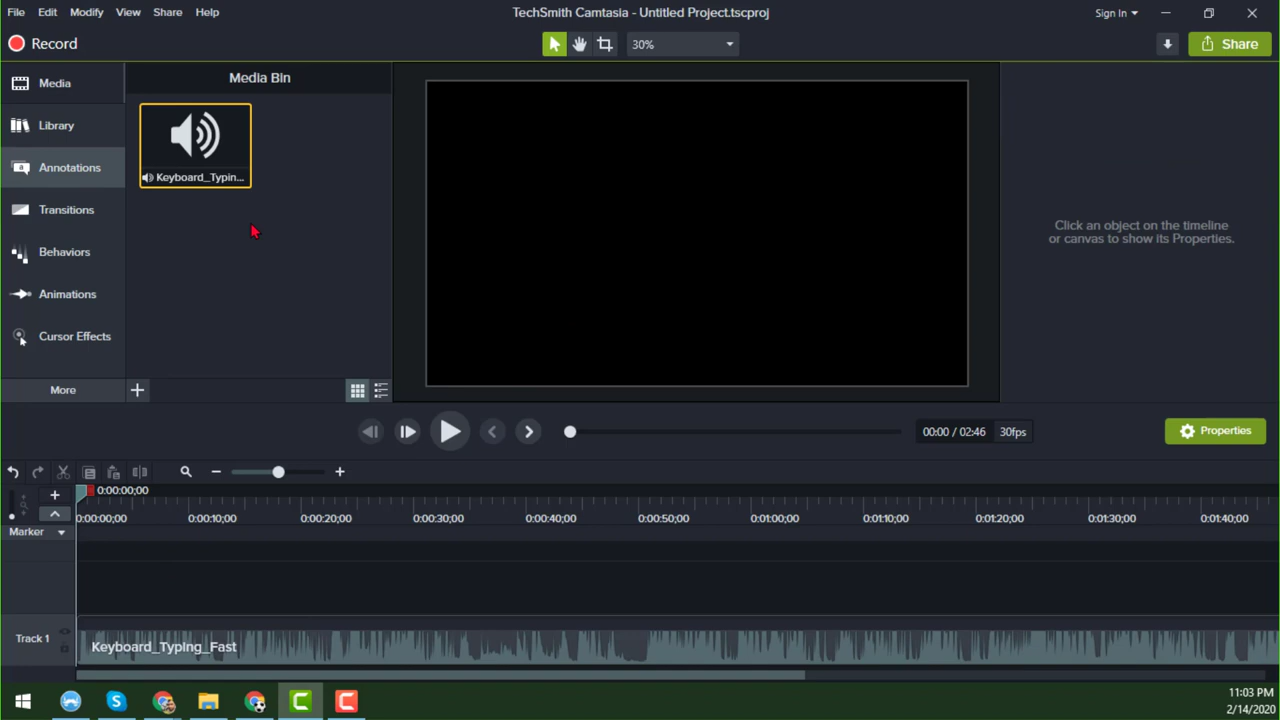 File Edit Modify View Share Help
TechSmith Camtasia - Untitled Project.tscproj
Sign In
Record
30%
Share
Media
Library
Annotations
Transitions
Behaviors
Animations
Cursor Effects
More
Media Bin
Keyboard_Typin...
Click an object on the timeline
or canvas to show its Properties.
00:00 / 02:46 30fps
Properties
0:00:00;00
0:00:00;00 0:00:10;00 0:00:20;00 0:00:30;00 0:00:40;00 0:00:50;00 0:01:00;00 0:01:10;00 0:01:20;00 0:01:30;00 0:01:40;00
Marker
Track 1
Keyboard_Typing_Fast
11:03 PM
2/14/2020